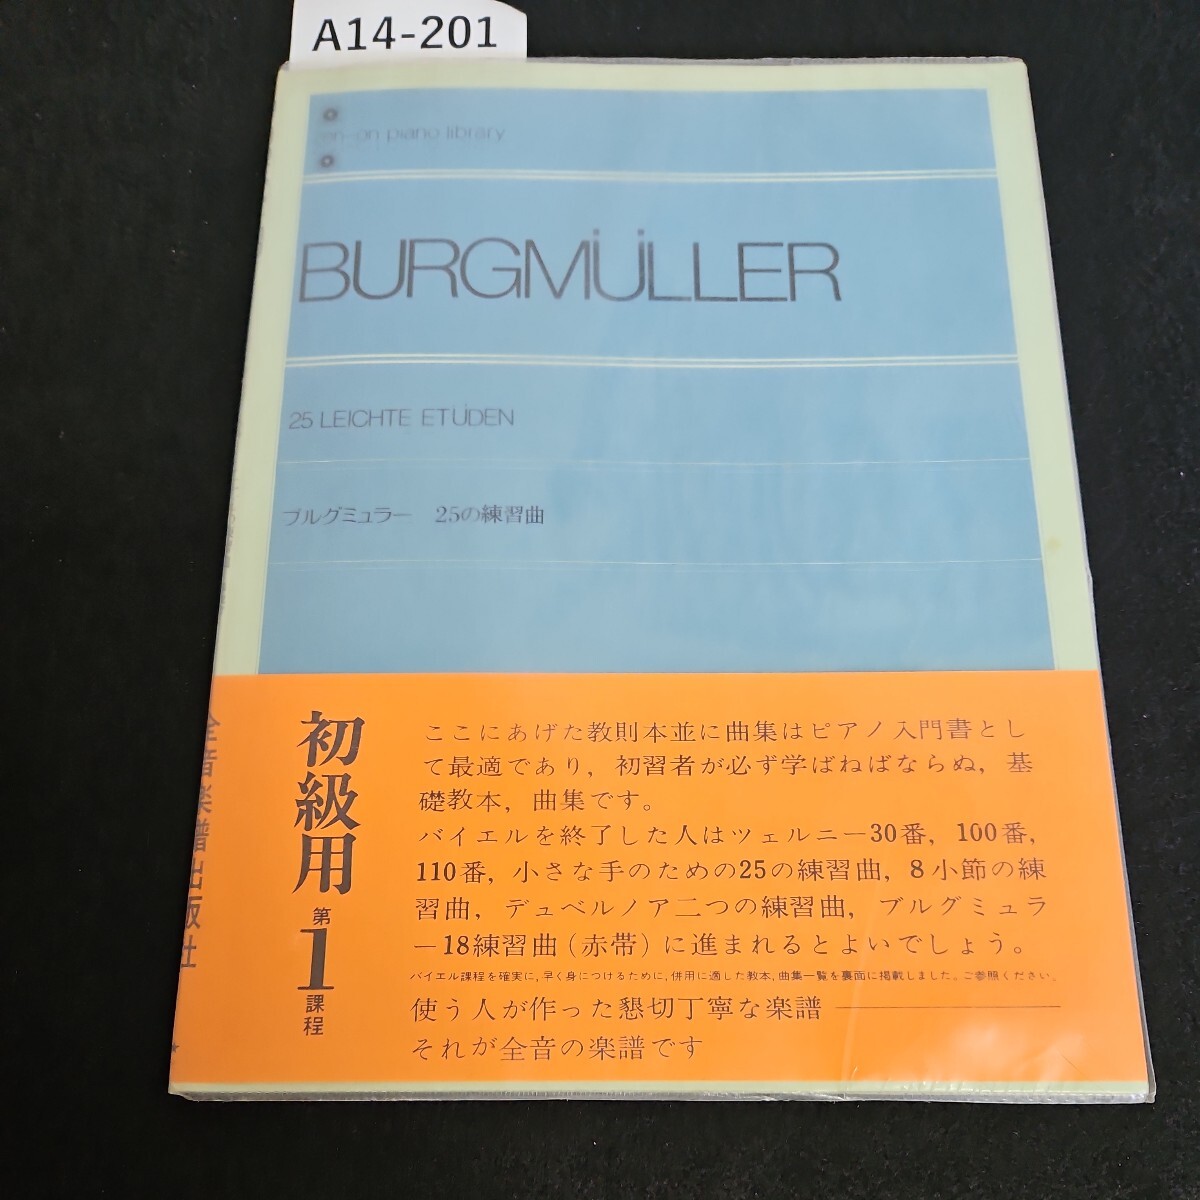 A14-201
zen-on piano library
BURGMÜLLER
25 LEICHTE ETÜDEN
ブルグミュラー 25の練習曲
初級用
第1課程
ここにあげた教則本並に曲集はピアノ入門書とし
て最適であり，初習者が必ず学ばねばならぬ，基
礎教本，曲集です。
バイエルを終了した人はツェルニー30番，100番，
110番，小さな手のための25の練習曲，8小節の練
習曲，デュベルノア二つの練習曲，ブルグミュラ
ー18練習曲（赤帯）に進まれるとよいでしょう。
バイエル課程を確実に，早く身につけるために，併用に適した教本，曲集一覧を裏面に掲載しました。ご参照ください。
使う人が作った懇切丁寧な楽譜――――
それが全音の楽譜です
全音楽譜出版社